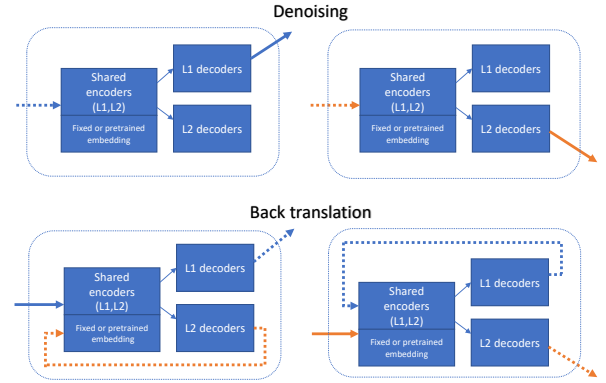 Denoising
Shared
encoders
(L1,L2)
Fixed or pretrained
embedding
L1 decoders
L2 decoders
Shared
encoders
(L1,L2)
Fixed or pretrained
embedding
L1 decoders
L2 decoders
Back translation
Shared
encoders
(L1,L2)
Fixed or pretrained
embedding
L1 decoders
L2 decoders
Shared
encoders
(L1,L2)
Fixed or pretrained
embedding
L1 decoders
L2 decoders